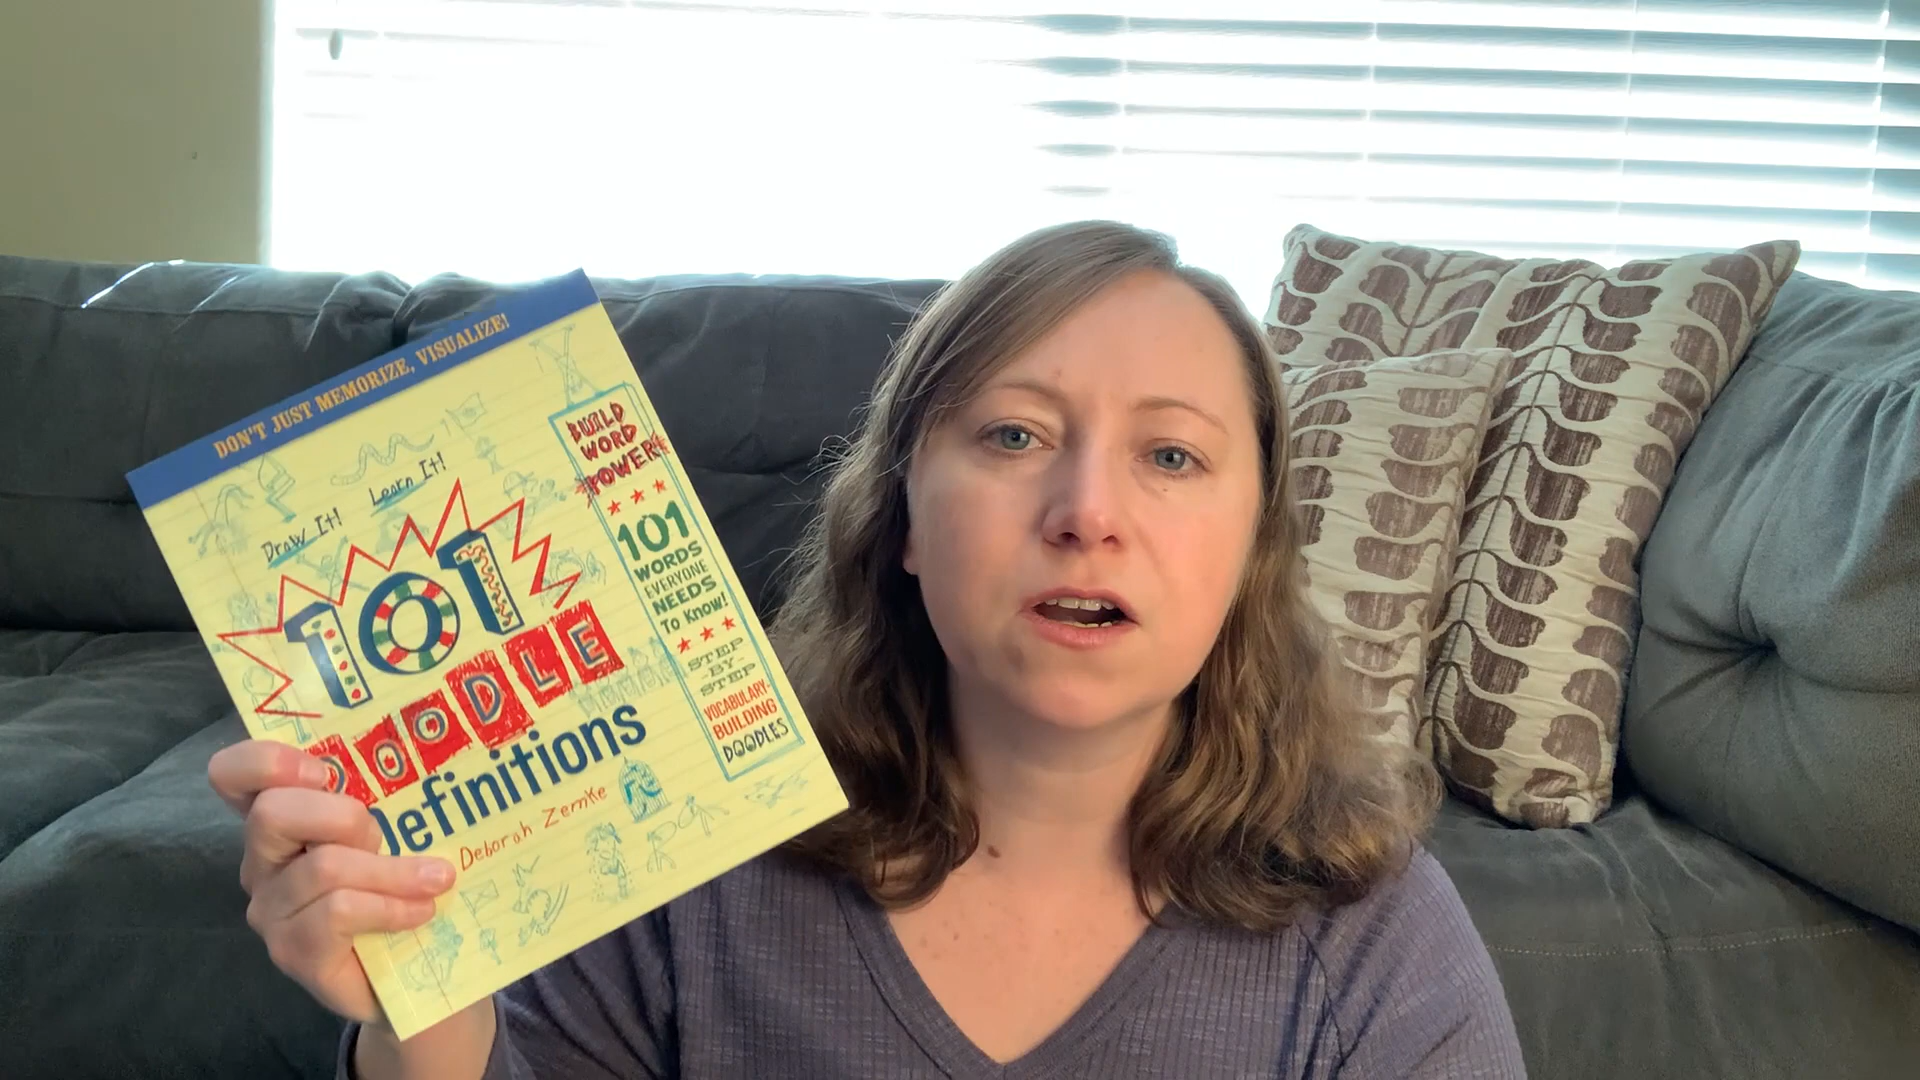 DON'T JUST MEMORIZE, VISUALIZE!
Draw It!
Learn It!
101
DOODLE
Definitions
Deborah Zemke
BUILD
WORD
POWER!
101
WORDS
EVERYONE
NEEDS
To Know!
STEP
-BY-
STEP
VOCABULARY-
BUILDING
DOODLES